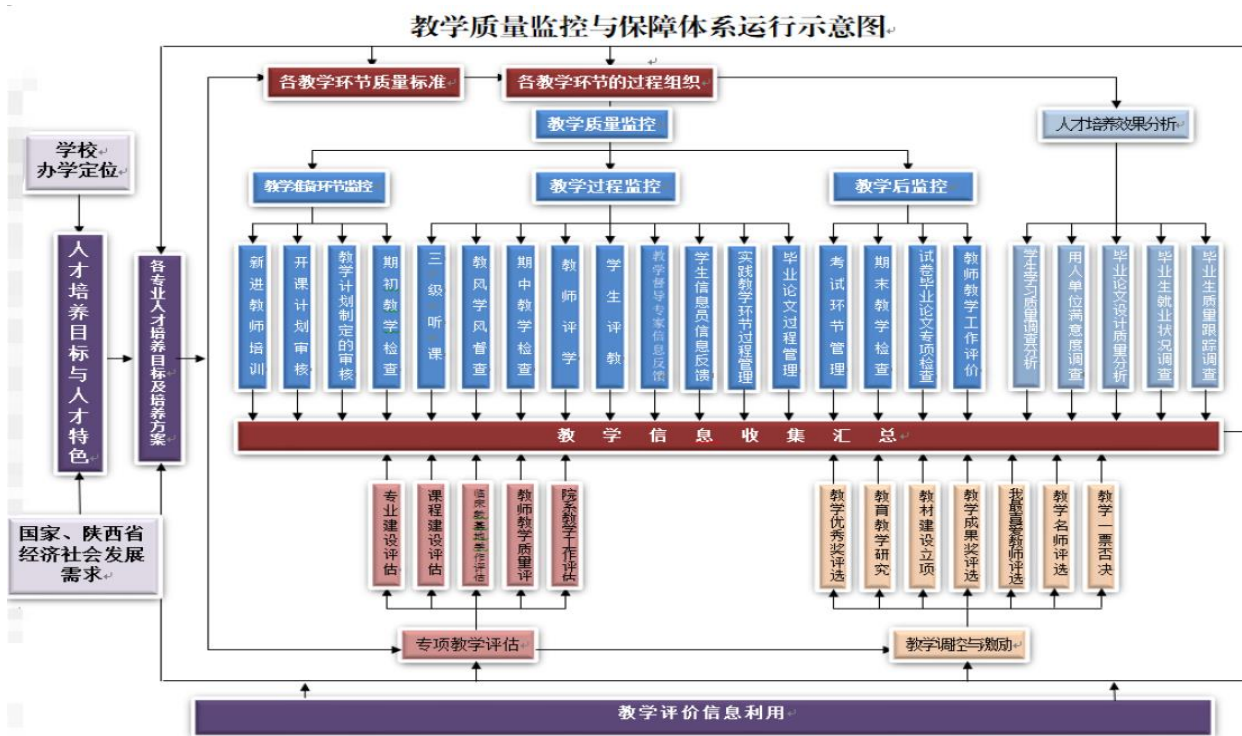 教学质量监控与保障体系运行示意图
各教学环节质量标准
各教学环节的过程组织
教学质量监控
人才培养效果分析
学校
办学定位
教学准备环节监控
教学过程监控
教学后监控
人才培养目标与人才特色
各专业人才培养目标及培养方案
新进教师培训
开课计划审核
教学计划制定的审核
期初教学检查
三级听课
教风学风督查
期中教学检查
教师评学
学生评教
教学督导专家信息反馈
学生信息员信息反馈
实践教学环节过程管理
毕业论文过程管理
考试环节管理
期末教学检查
试卷毕业论文专项检查
教师教学工作评价
学生学习质量调查分析
用人单位满意度调查
毕业论文设计质量分析
毕业生就业状况调查
毕业生质量跟踪调查
教学信息收集汇总
国家、陕西省
经济社会发展
需求
专业建设评估
课程建设评估
教师教学质量评
院系教学工作评估
教学优秀奖评选
教育教学研究
教材建设立项
教学成果奖评选
我最喜爱教师评选
教学名师评选
教学一票否决
专项教学评估
教学调控与激励
教学评价信息利用